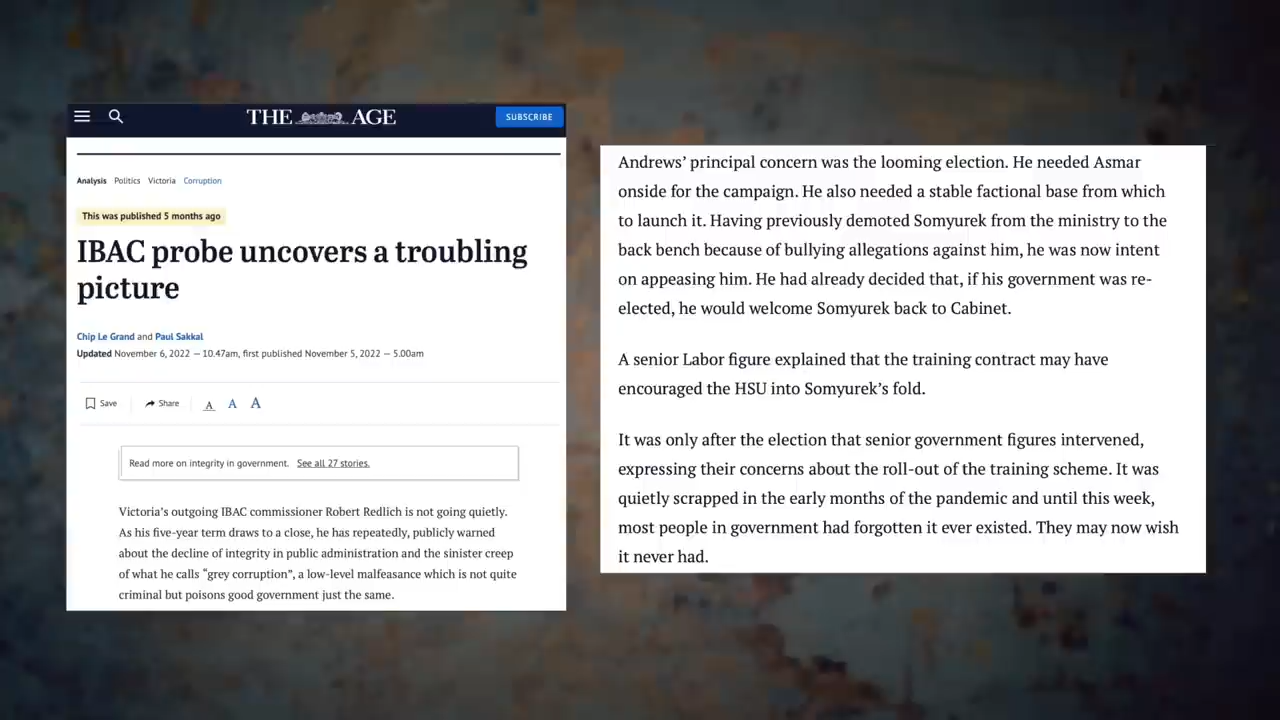 THE AGE
SUBSCRIBE
Analysis Politics Victoria Corruption
This was published 5 months ago
IBAC probe uncovers a troubling
picture
Chip Le Grand and Paul Sakkal
Updated November 6, 2022 — 10.47am, first published November 5, 2022 — 5.00am
Save Share A A A
Read more on integrity in government. See all 27 stories.
Victoria's outgoing IBAC commissioner Robert Redlich is not going quietly.
As his five-year term draws to a close, he has repeatedly, publicly warned
about the decline of integrity in public administration and the sinister creep
of what he calls “grey corruption”, a low-level malfeasance which is not quite
criminal but poisons good government just the same.
Andrews’ principal concern was the looming election. He needed Asmar
onside for the campaign. He also needed a stable factional base from which
to launch it. Having previously demoted Somyurek from the ministry to the
back bench because of bullying allegations against him, he was now intent
on appeasing him. He had already decided that, if his government was re-
elected, he would welcome Somyurek back to Cabinet.
A senior Labor figure explained that the training contract may have
encouraged the HSU into Somyurek’s fold.
It was only after the election that senior government figures intervened,
expressing their concerns about the roll-out of the training scheme. It was
quietly scrapped in the early months of the pandemic and until this week,
most people in government had forgotten it ever existed. They may now wish
it never had.